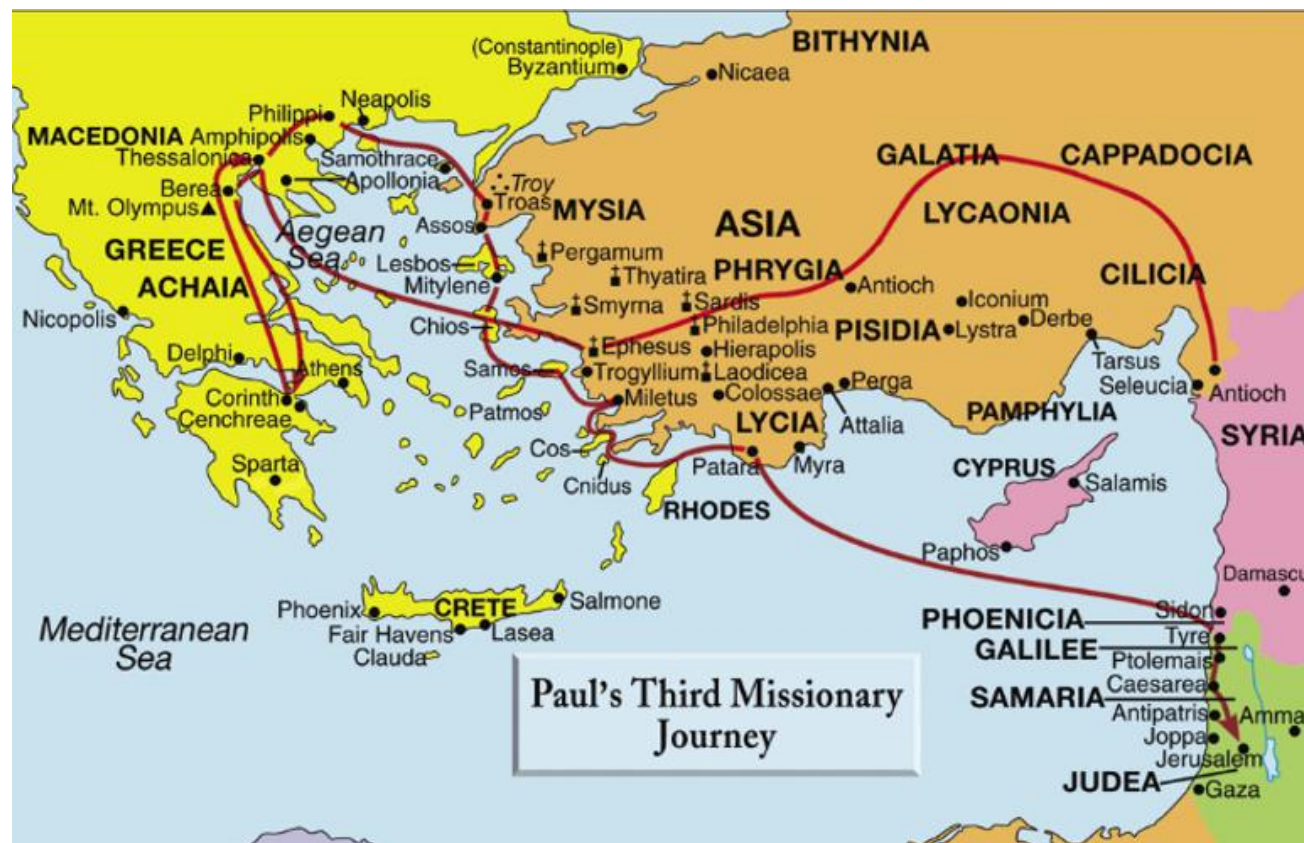 (Constantinople)
Byzantium
BITHYNIA
Nicaea
Neapolis
Philippi
MACEDONIA
Amphipolis
Thessalonica
Samothrace
Apollonia
GALATIA
CAPPADOCIA
Berea
Mt. Olympus
Troy
Troas
MYSIA
ASIA
LYCAONIA
Assos
Aegean
Sea
GREECE
Pergamum
Lesbos
Mitylene
Thyatira
PHRYGIA
CILICIA
ACHAIA
Antioch
Smyrna
Sardis
Iconium
Nicopolis
Chios
Philadelphia
PISIDIA
Lystra
Derbe
Ephesus
Hierapolis
Delphi
Athens
Samos
Trogyllium
Laodicea
Tarsus
Seleucia
Antioch
Corinth
Cenchreae
Patmos
Miletus
Colossae
Perga
Attalia
PAMPHYLIA
LYCIA
SYRIA
Sparta
Cos
Cnidus
Patara
Myra
CYPRUS
Salamis
RHODES
Paphos
Damascu
Phoenix
CRETE
Salmone
Fair Havens
Lasea
Clauda
Mediterranean
Sea
PHOENICIA
Sidon
Tyre
GALILEE
Ptolemais
Caesarea
SAMARIA
Antipatris
Amma
Joppa
Jerusalem
JUDEA
Gaza
Paul's Third Missionary
Journey